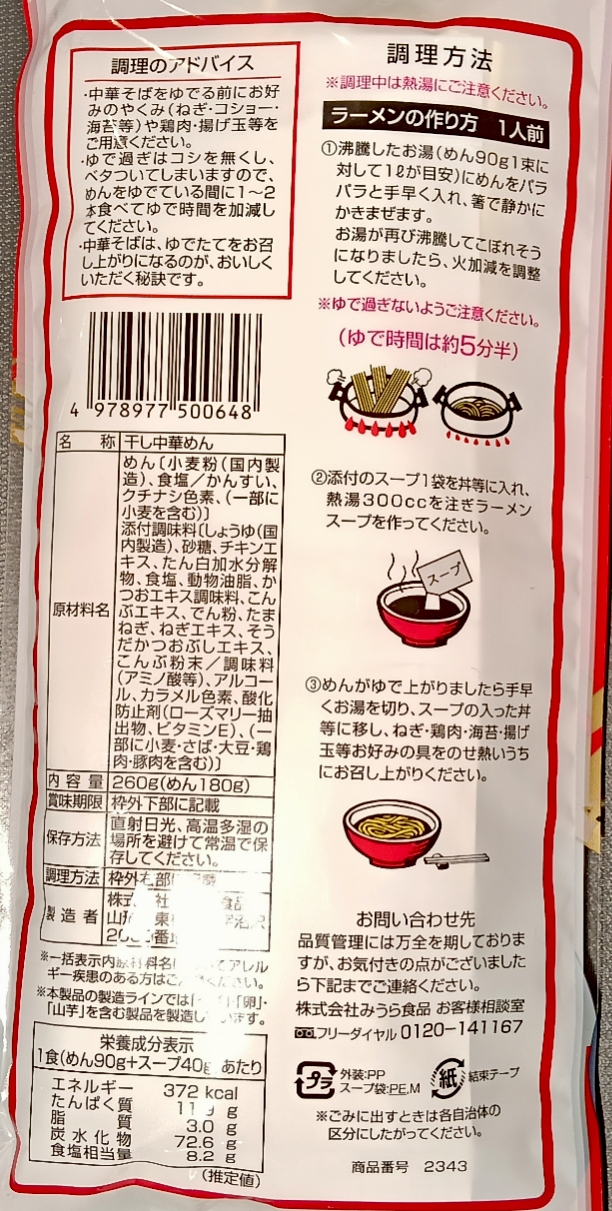 調理のアドバイス
・中華そばをゆでる前にお好
みのやくみ(ねぎ・コショー・
海苔等)や鶏肉・揚げ玉等を
ご用意ください。
・ゆで過ぎはコシを無くし、
ベタついてしまいますので、
めんをゆでている間に1〜2
本食べてゆで時間を加減し
てください。
・中華そばは、ゆでたてをお召
し上がりになるのが、おいしく
いただく秘訣です。
4 978977 500648
名 称 干し中華めん
原材料名
めん〔小麦粉(国内製
造)、食塩/かんすい、
クチナシ色素、(一部に
小麦を含む)〕
添付調味料〔しょうゆ(国
内製造)、砂糖、チキンエ
キス、たん白加水分解
物、食塩、動物油脂、か
つおエキス調味料、こん
ぶエキス、でん粉、たま
ねぎ、ねぎエキス、そう
だかつおぶしエキス、
こんぶ粉末/調味料
(アミノ酸等)、アルコー
ル、カラメル色素、酸化
防止剤(ローズマリー抽
出物、ビタミンE)、(一
部に小麦・さば・大豆・鶏
肉・豚肉を含む)〕
内容量 260g(めん180g)
賞味期限 枠外下部に記載
保存方法
直射日光、高温多湿の
場所を避けて常温で保
存してください。
調理方法 枠外右部に
製造者
株式 社 食品
山形 東
番地
※一括表示内原材料名 てアレル
ギー疾患のある方はご ください。
※本製品の製造ラインでは「卵」・
「山芋」を含む製品を製造し います。
栄養成分表示
1食(めん90g+スープ40g)あたり
エネルギー 372 kcal
たんぱく質 11 g
脂質 3.0 g
炭水化物 72.6 g
食塩相当量 8.2 g
(推定値)
調理方法
※調理中は熱湯にご注意ください。
ラーメンの作り方 1人前
①沸騰したお湯(めん90g1束に
対して1ℓが目安)にめんをパラ
パラと手早く入れ、箸で静かに
かきまぜます。
お湯が再び沸騰してこぼれそう
になりましたら、火加減を調整
してください。
※ゆで過ぎないようご注意ください。
(ゆで時間は約5分半)
②添付のスープ1袋を丼等に入れ、
熱湯300ccを注ぎラーメン
スープを作ってください。
スープ
③めんがゆで上がりましたら手早
くお湯を切り、スープの入った丼
等に移し、ねぎ・鶏肉・海苔・揚げ
玉等お好みの具をのせ熱いうち
にお召し上がりください。
お問い合わせ先
品質管理には万全を期しておりま
すが、お気付きの点がございました
ら下記までご連絡ください。
株式会社みうら食品 お客様相談室
フリーダイヤル 0120-141167
プラ 外装:PP
スープ袋:PE,M
紙 結束テープ
※ごみに出すときは各自治体の
区分にしたがってください。
商品番号 2343